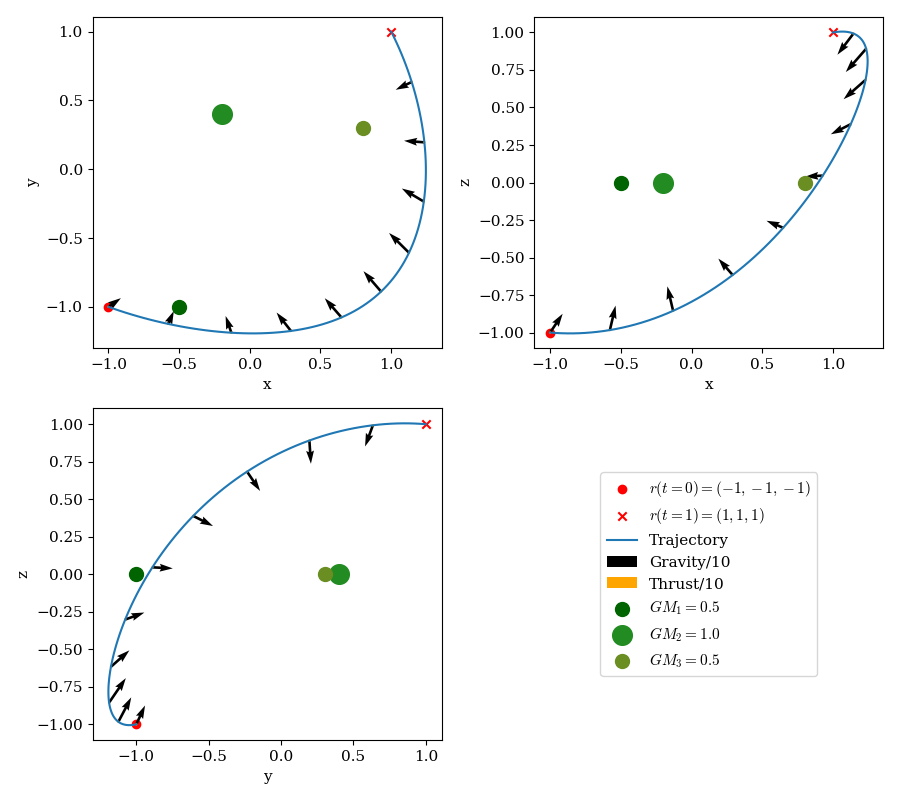 1.0
0.5
0.0
−0.5
−1.0
y
−1.0 −0.5 0.0 0.5 1.0
x
1.00
0.75
0.50
0.25
0.00
−0.25
−0.50
−0.75
−1.00
z
−1.0 −0.5 0.0 0.5 1.0
x
1.00
0.75
0.50
0.25
0.00
−0.25
−0.50
−0.75
−1.00
z
−1.0 −0.5 0.0 0.5 1.0
y
r(t = 0) = (−1, −1, −1)
r(t = 1) = (1, 1, 1)
Trajectory
Gravity/10
Thrust/10
GM₁ = 0.5
GM₂ = 1.0
GM₃ = 0.5